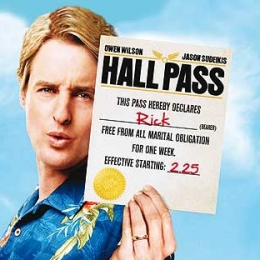 OWEN WILSON JASON SUDEIKIS
HALL PASS
THIS PASS HEREBY DECLARES
Rick (BEARER)
FREE FROM ALL MARITAL OBLIGATION
FOR ONE WEEK.
EFFECTIVE STARTING: 2.25